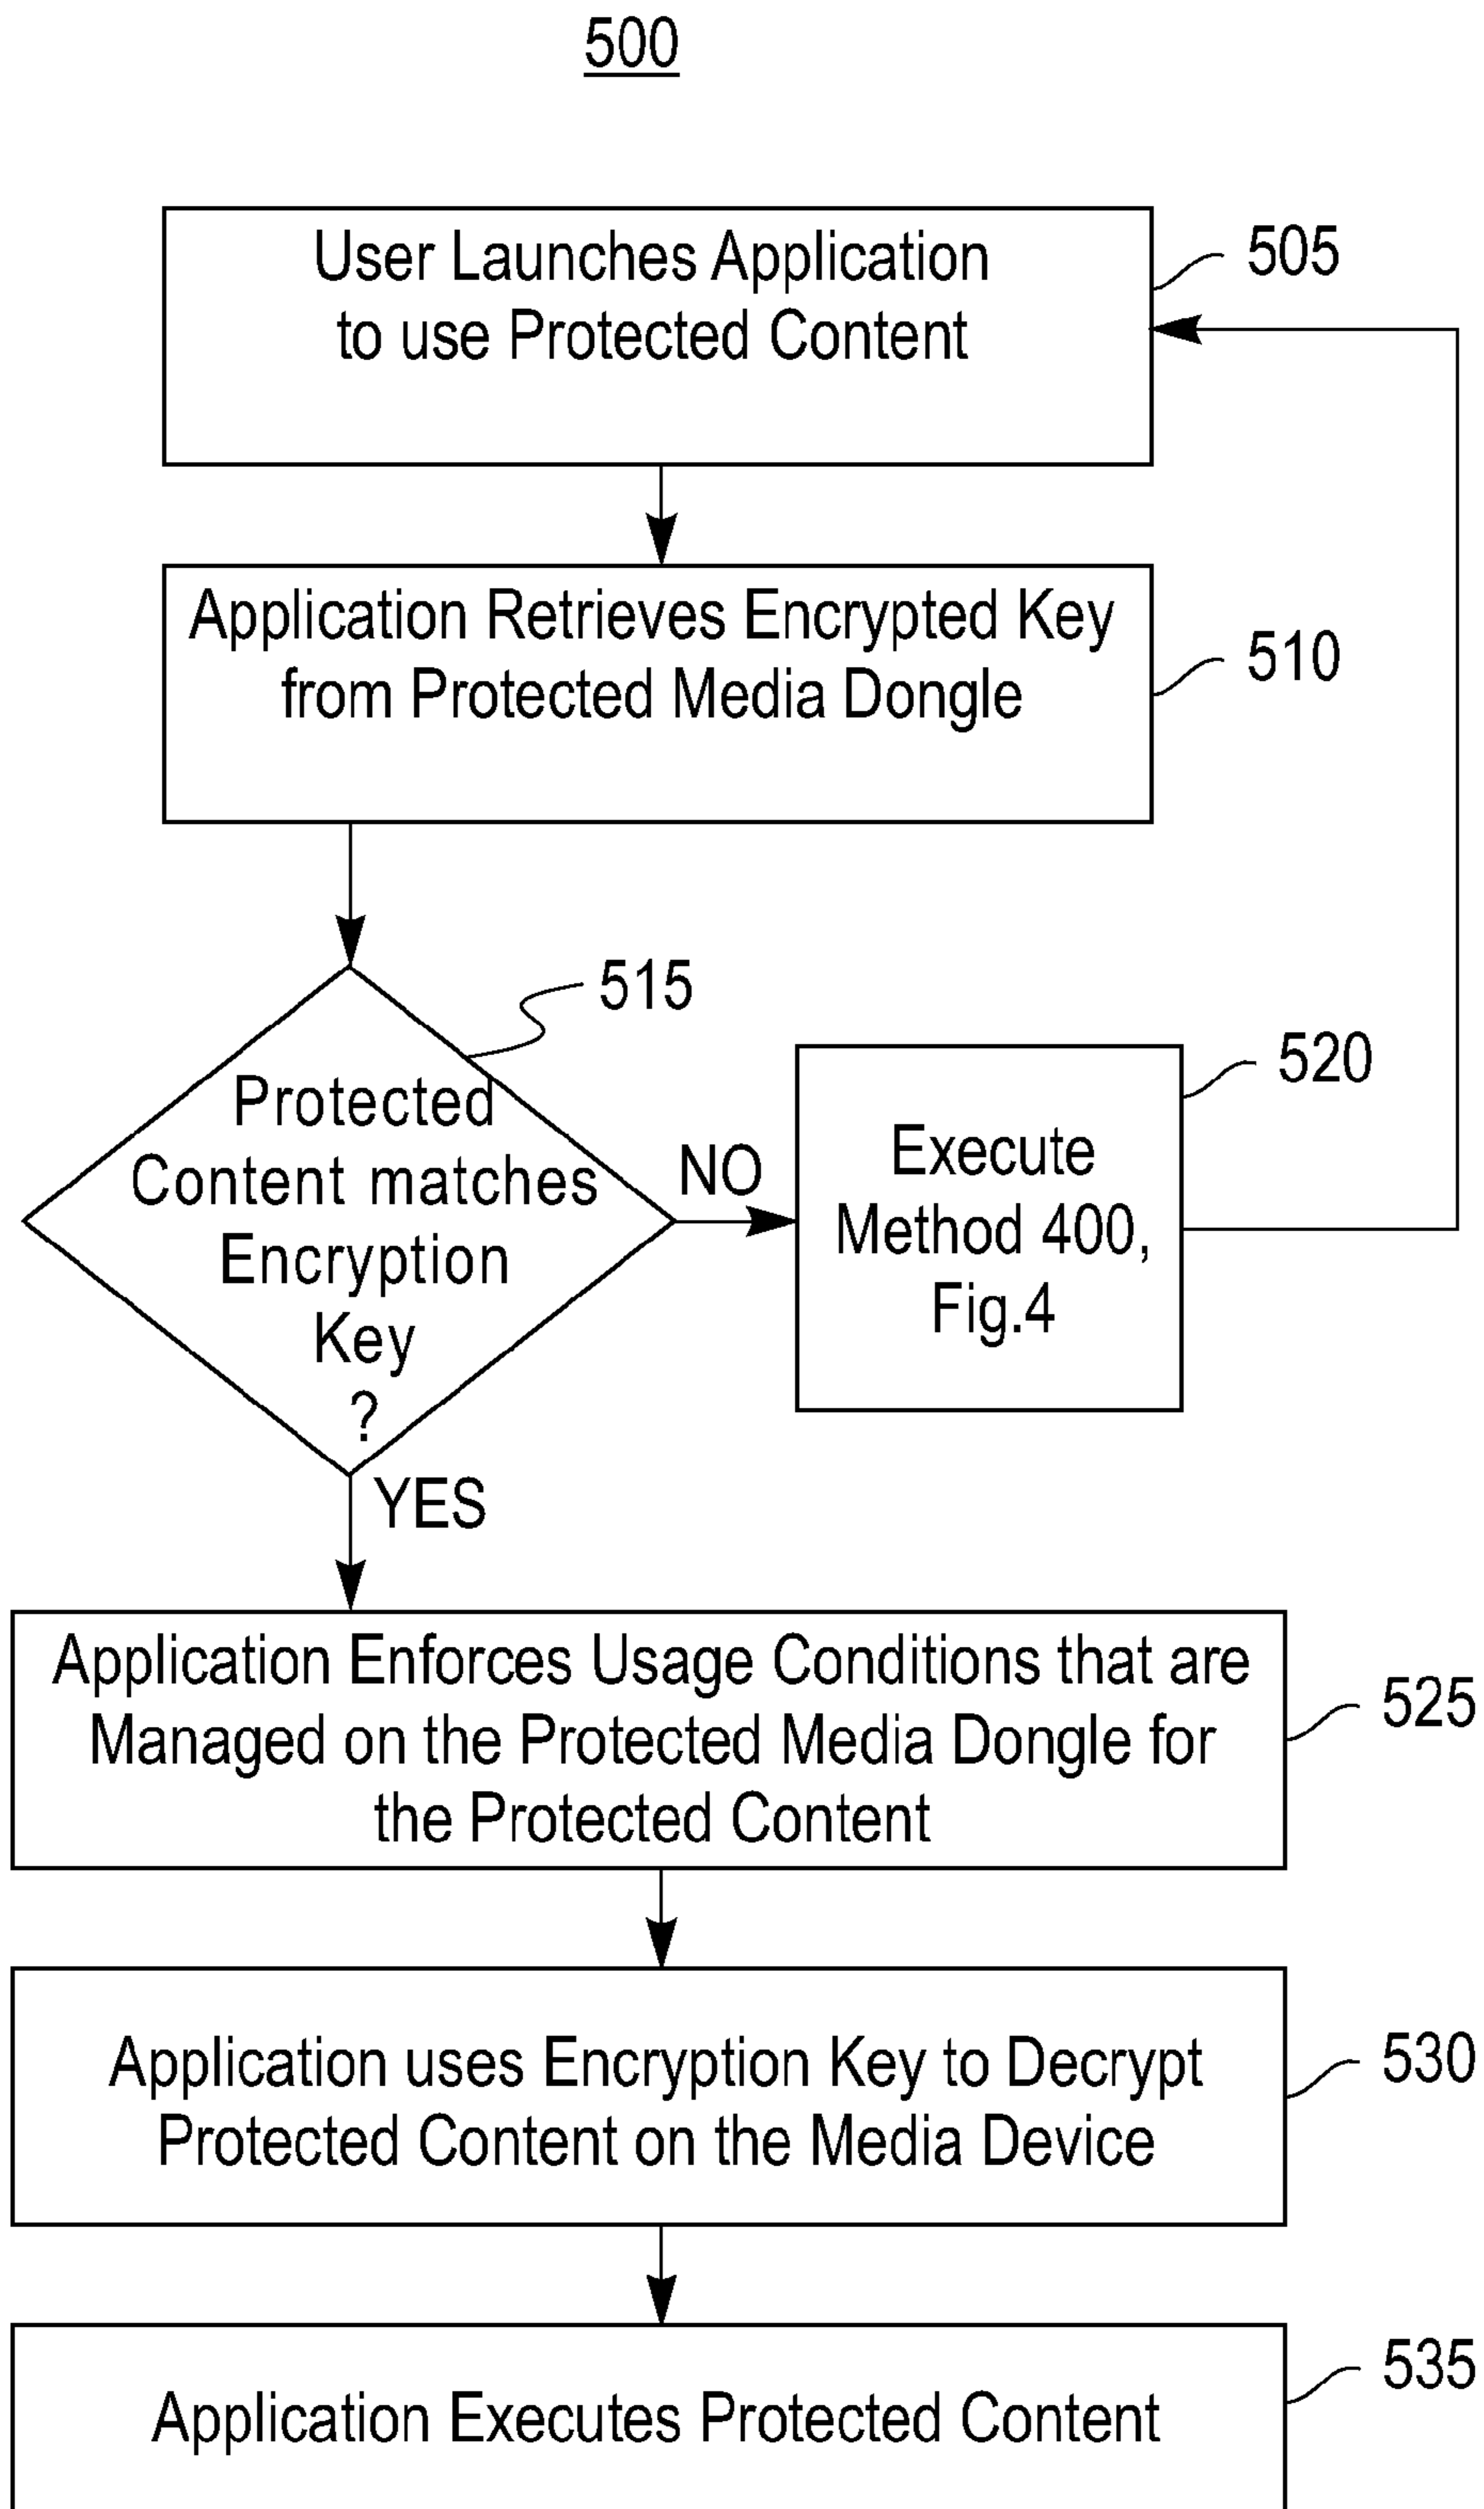 500
User Launches Application
to use Protected Content
505
Application Retrieves Encrypted Key
from Protected Media Dongle
510
515
Protected
Content matches
Encryption
Key
?
NO
520
Execute
Method 400,
Fig.4
YES
Application Enforces Usage Conditions that are
Managed on the Protected Media Dongle for
the Protected Content
525
Application uses Encryption Key to Decrypt
Protected Content on the Media Device
530
Application Executes Protected Content
535